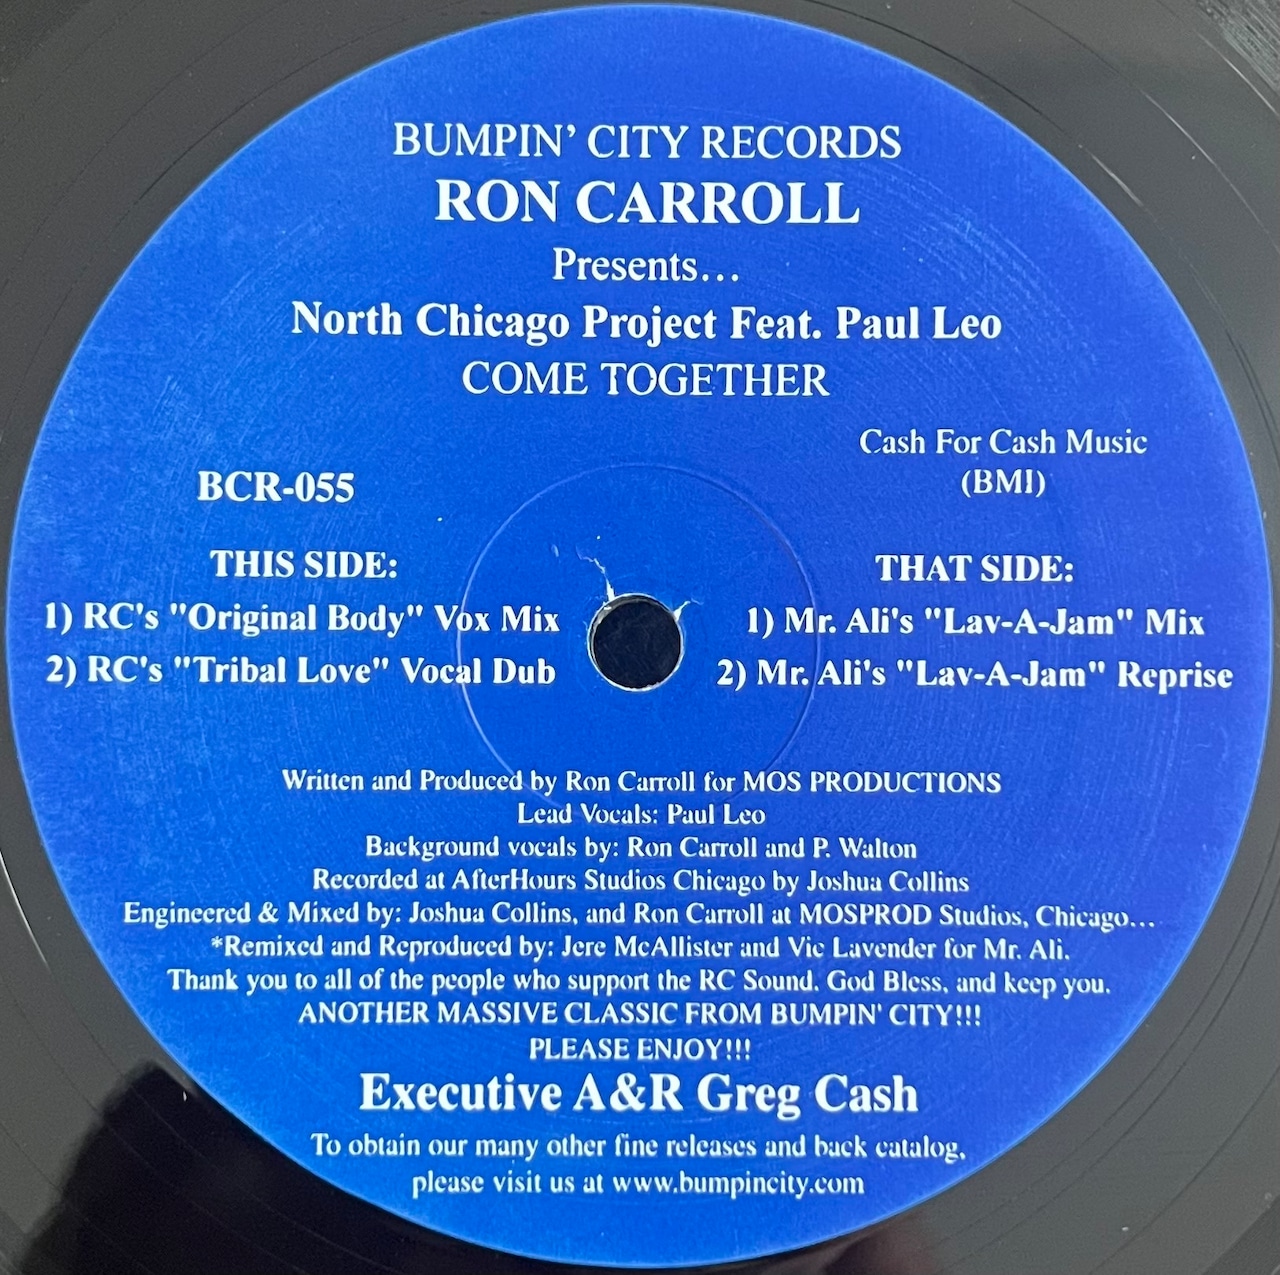 BUMPIN' CITY RECORDS
RON CARROLL
Presents...
North Chicago Project Feat. Paul Leo
COME TOGETHER
Cash For Cash Music
(BMI)
BCR-055
THIS SIDE:
1) RC's "Original Body" Vox Mix
2) RC's "Tribal Love" Vocal Dub
THAT SIDE:
1) Mr. Ali's "Lav-A-Jam" Mix
2) Mr. Ali's "Lav-A-Jam" Reprise
Written and Produced by Ron Carroll for MOS PRODUCTIONS
Lead Vocals: Paul Leo
Background vocals by: Ron Carroll and P. Walton
Recorded at AfterHours Studios Chicago by Joshua Collins
Engineered & Mixed by: Joshua Collins, and Ron Carroll at MOSPROD Studios, Chicago...
*Remixed and Reproduced by: Jere McAllister and Vic Lavender for Mr. Ali.
Thank you to all of the people who support the RC Sound. God Bless, and keep you.
ANOTHER MASSIVE CLASSIC FROM BUMPIN' CITY!!!
PLEASE ENJOY!!!
Executive A&R Greg Cash
To obtain our many other fine releases and back catalog,
please visit us at www.bumpincity.com